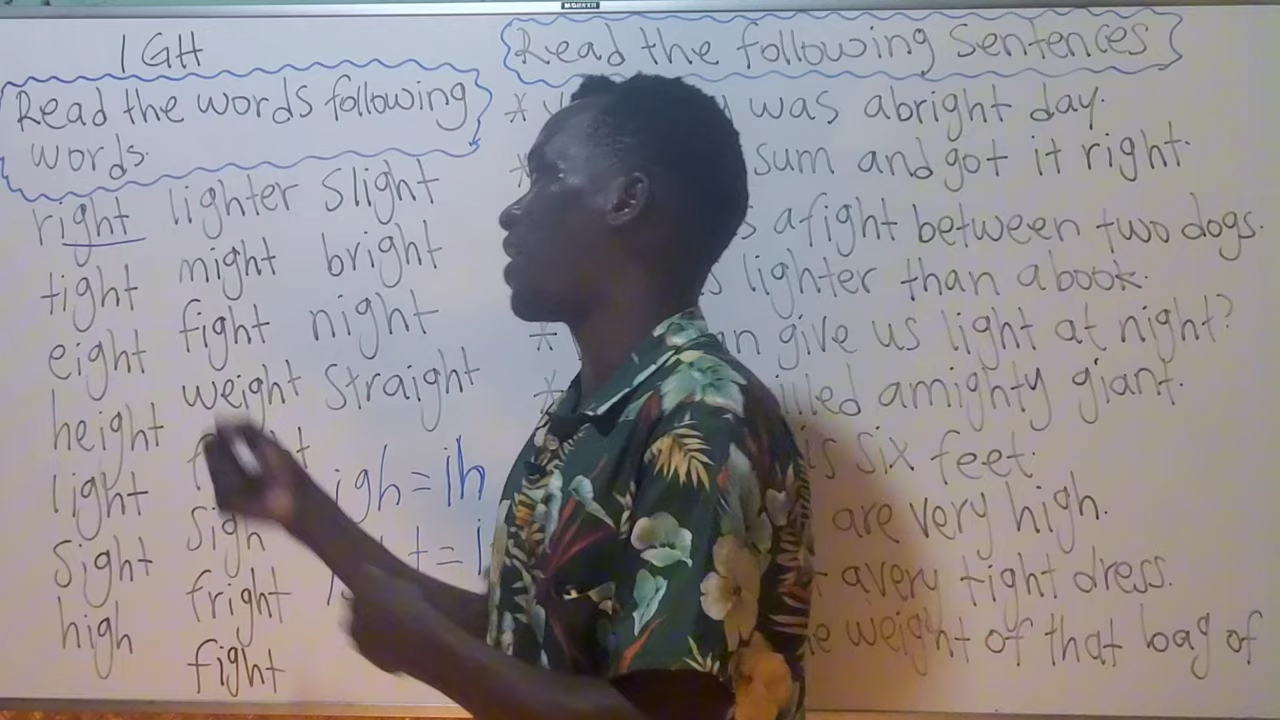 IGH
Read the words following
words.
right lighter slight
tight might bright
eight fight night
height weight straight
light
sight sigh
high fright
fight
igh = ih
Read the following sentences
* was abright day.
* sum and got it right.
afight between two dogs.
lighter than abook.
* give us light at night?
* amighty giant.
is six feet.
are very high.
avery tight dress.
weight of that bag of